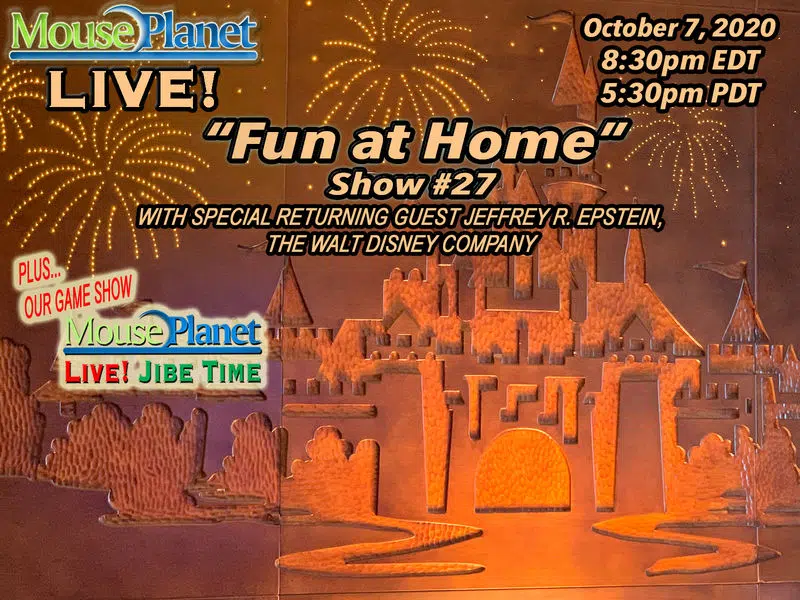 MousePlanet
LIVE!
October 7, 2020
8:30pm EDT
5:30pm PDT
"Fun at Home"
Show #27
WITH SPECIAL RETURNING GUEST JEFFREY R. EPSTEIN,
THE WALT DISNEY COMPANY
PLUS...
OUR GAME SHOW
MousePlanet
LIVE! JIBE TIME